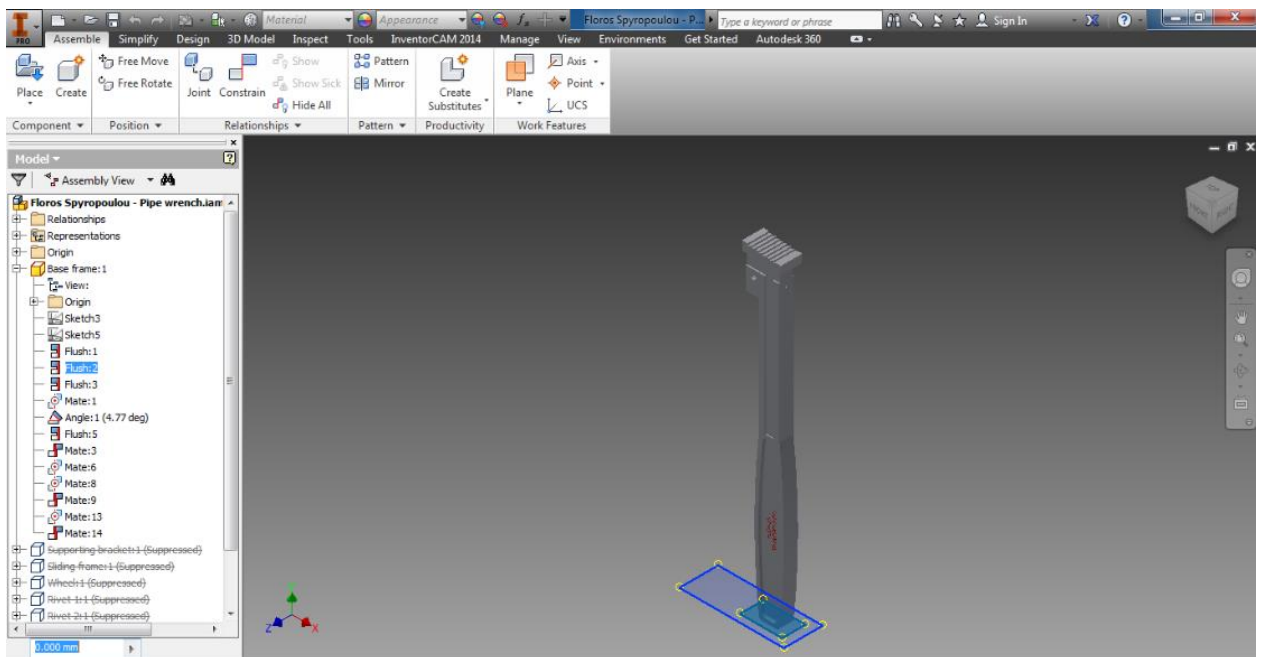 PRO
Material Appearance Floros Spyropoulou - P... Type a keyword or phrase Sign In
Assemble Simplify Design 3D Model Inspect Tools InventorCAM 2014 Manage View Environments Get Started Autodesk 360
Place
Create
Free Move
Free Rotate
Joint Constrain
Show
Show Sick
Hide All
Pattern
Mirror
Create
Substitutes
Plane
Axis
Point
UCS
Component Position Relationships Pattern Productivity Work Features
Model
Assembly View
Floros Spyropoulou - Pipe wrench.iam
Relationships
Representations
Origin
Base frame:1
View:
Origin
Sketch3
Sketch5
Flush:1
Flush:2
Flush:3
Mate:1
Angle:1 (4.77 deg)
Flush:5
Mate:3
Mate:6
Mate:8
Mate:9
Mate:13
Mate:14
Supporting bracket:1 (Suppressed)
Sliding frame:1 (Suppressed)
Wheel:1 (Suppressed)
Rivet 1:1 (Suppressed)
Rivet 2:1 (Suppressed)
0.000 mm
Z
X